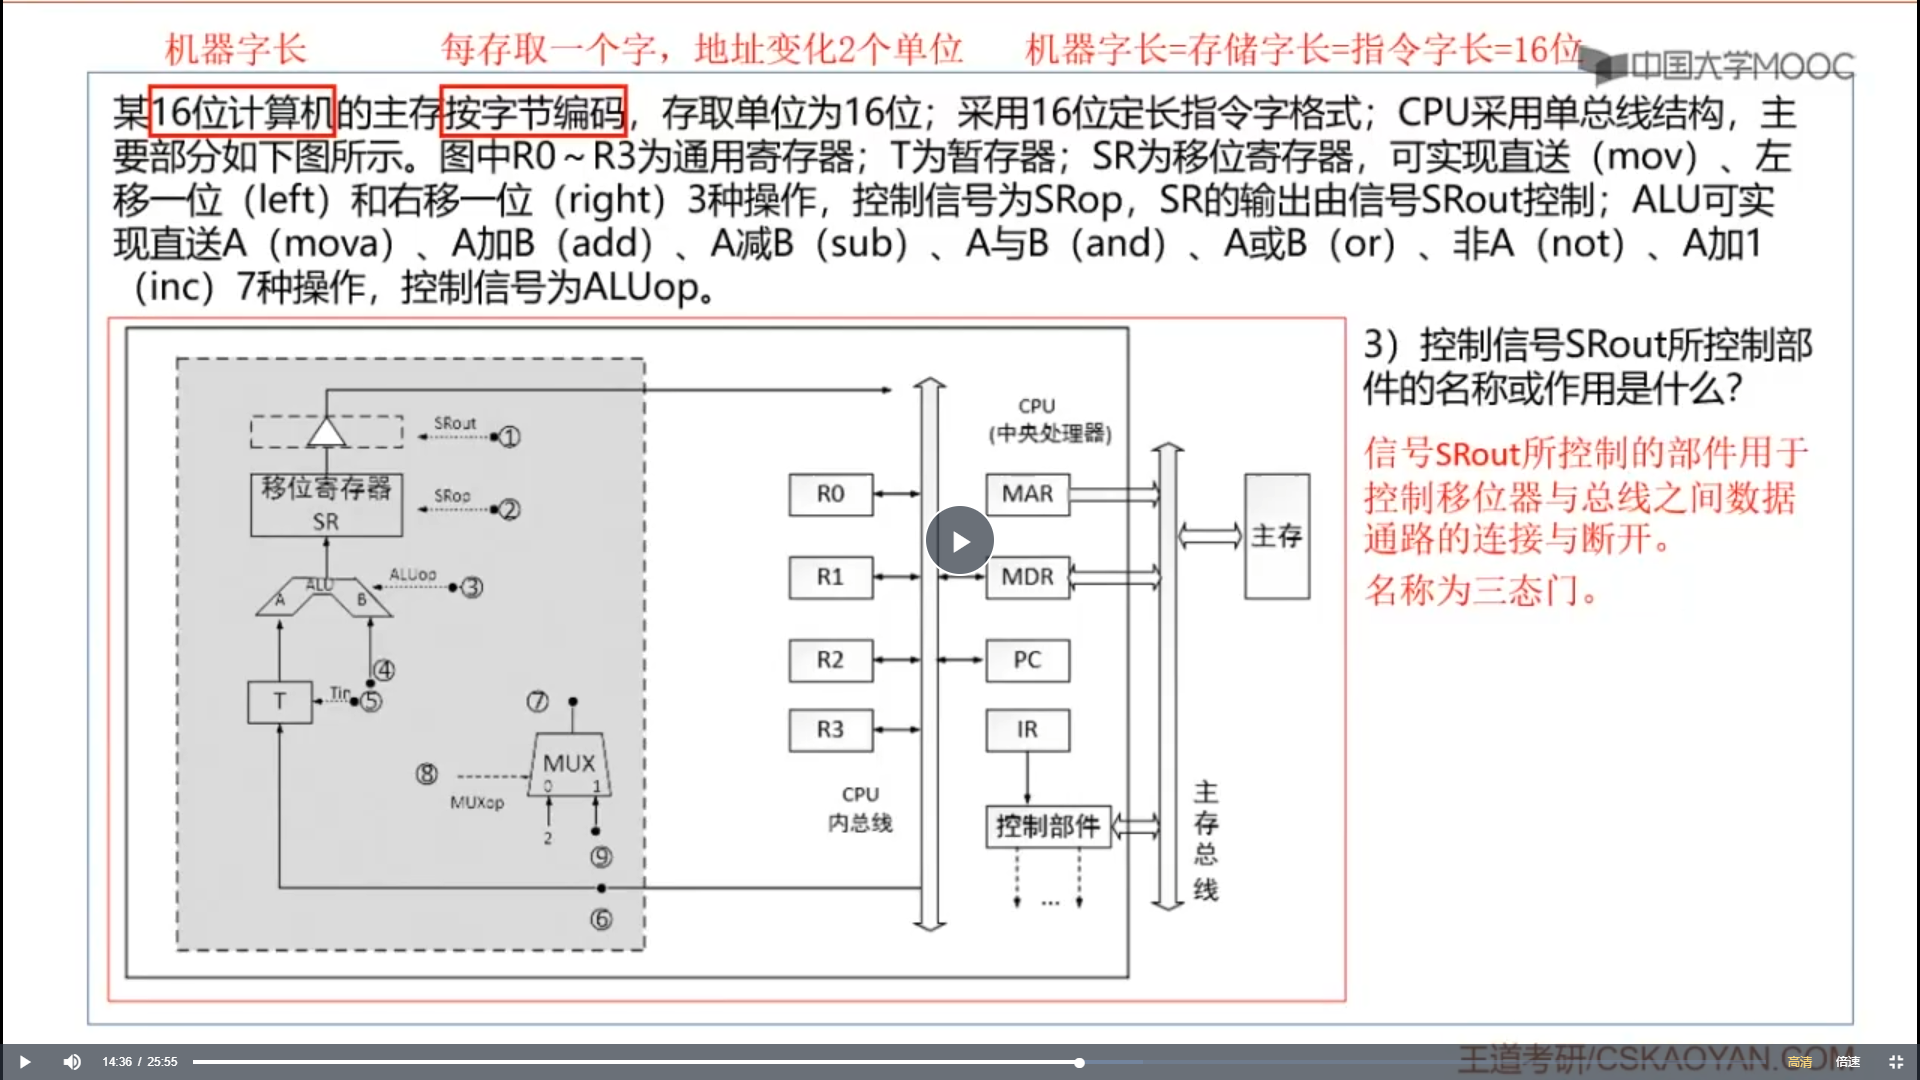 机器字长 每存取一个字，地址变化2个单位 机器字长=存储字长=指令字长=16位
中国大学MOOC
某16位计算机的主存按字节编码，存取单位为16位；采用16位定长指令字格式；CPU采用单总线结构，主
要部分如下图所示。图中R0～R3为通用寄存器；T为暂存器；SR为移位寄存器，可实现直送（mov）、左
移一位（left）和右移一位（right）3种操作，控制信号为SRop，SR的输出由信号SRout控制；ALU可实
现直送A（mova）、A加B（add）、A减B（sub）、A与B（and）、A或B（or）、非A（not）、A加1
（inc）7种操作，控制信号为ALUop。
3）控制信号SRout所控制部
件的名称或作用是什么？
信号SRout所控制的部件用于
控制移位器与总线之间数据
通路的连接与断开。
名称为三态门。
SRout ①
移位寄存器
SR
SRop ②
ALU
A B
ALUop ③
④
T
Tin ⑤
⑦
MUX
0 1
⑧
MUXop
2
⑨
⑥
CPU
(中央处理器)
R0
R1
R2
R3
MAR
MDR
PC
IR
控制部件
...
CPU
内总线
主存
主
存
总
线
14:36 / 25:55
王道考研/CSKAOYAN.COM
高清 倍速